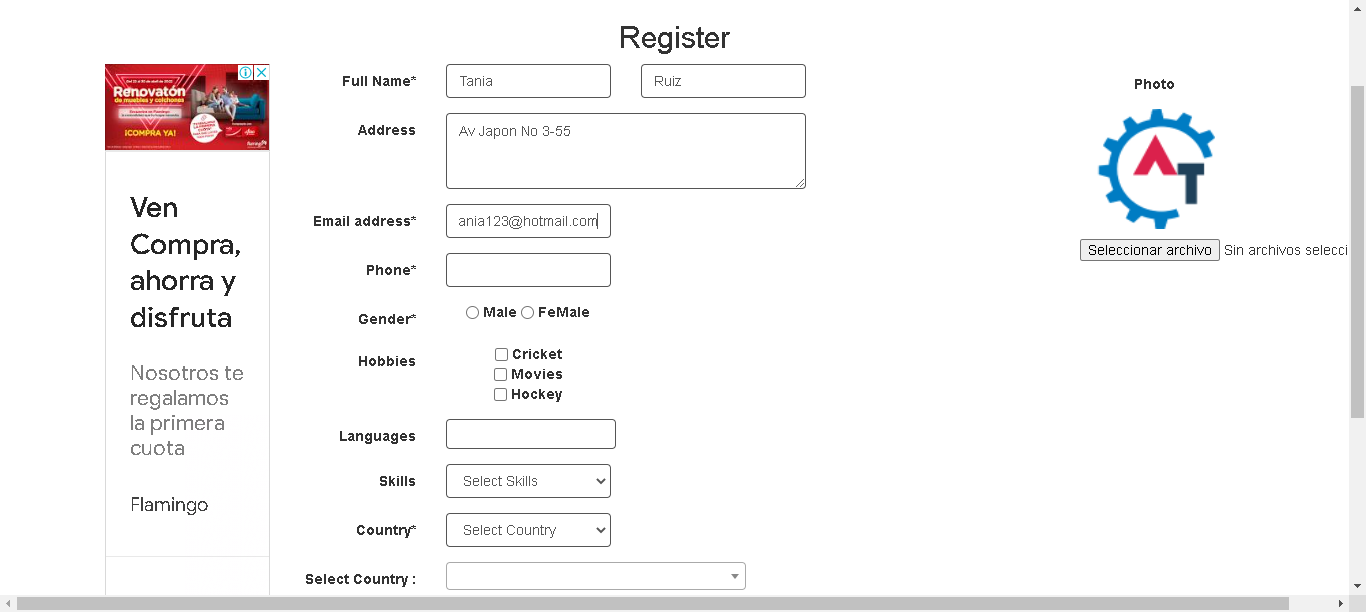 Register
Full Name*
Tania
Ruiz
Photo
Address
Av Japon No 3-55
AT
Email address*
ania123@hotmail.com
Seleccionar archivo Sin archivos selecci
Phone*
Gender*
Male FeMale
Hobbies
Cricket
Movies
Hockey
Languages
Skills
Select Skills
Country*
Select Country
Select Country :
Renovatón
de muebles y colchones
¡COMPRA YA!
Ven
Compra,
ahorra y
disfruta
Nosotros te
regalamos
la primera
cuota
Flamingo